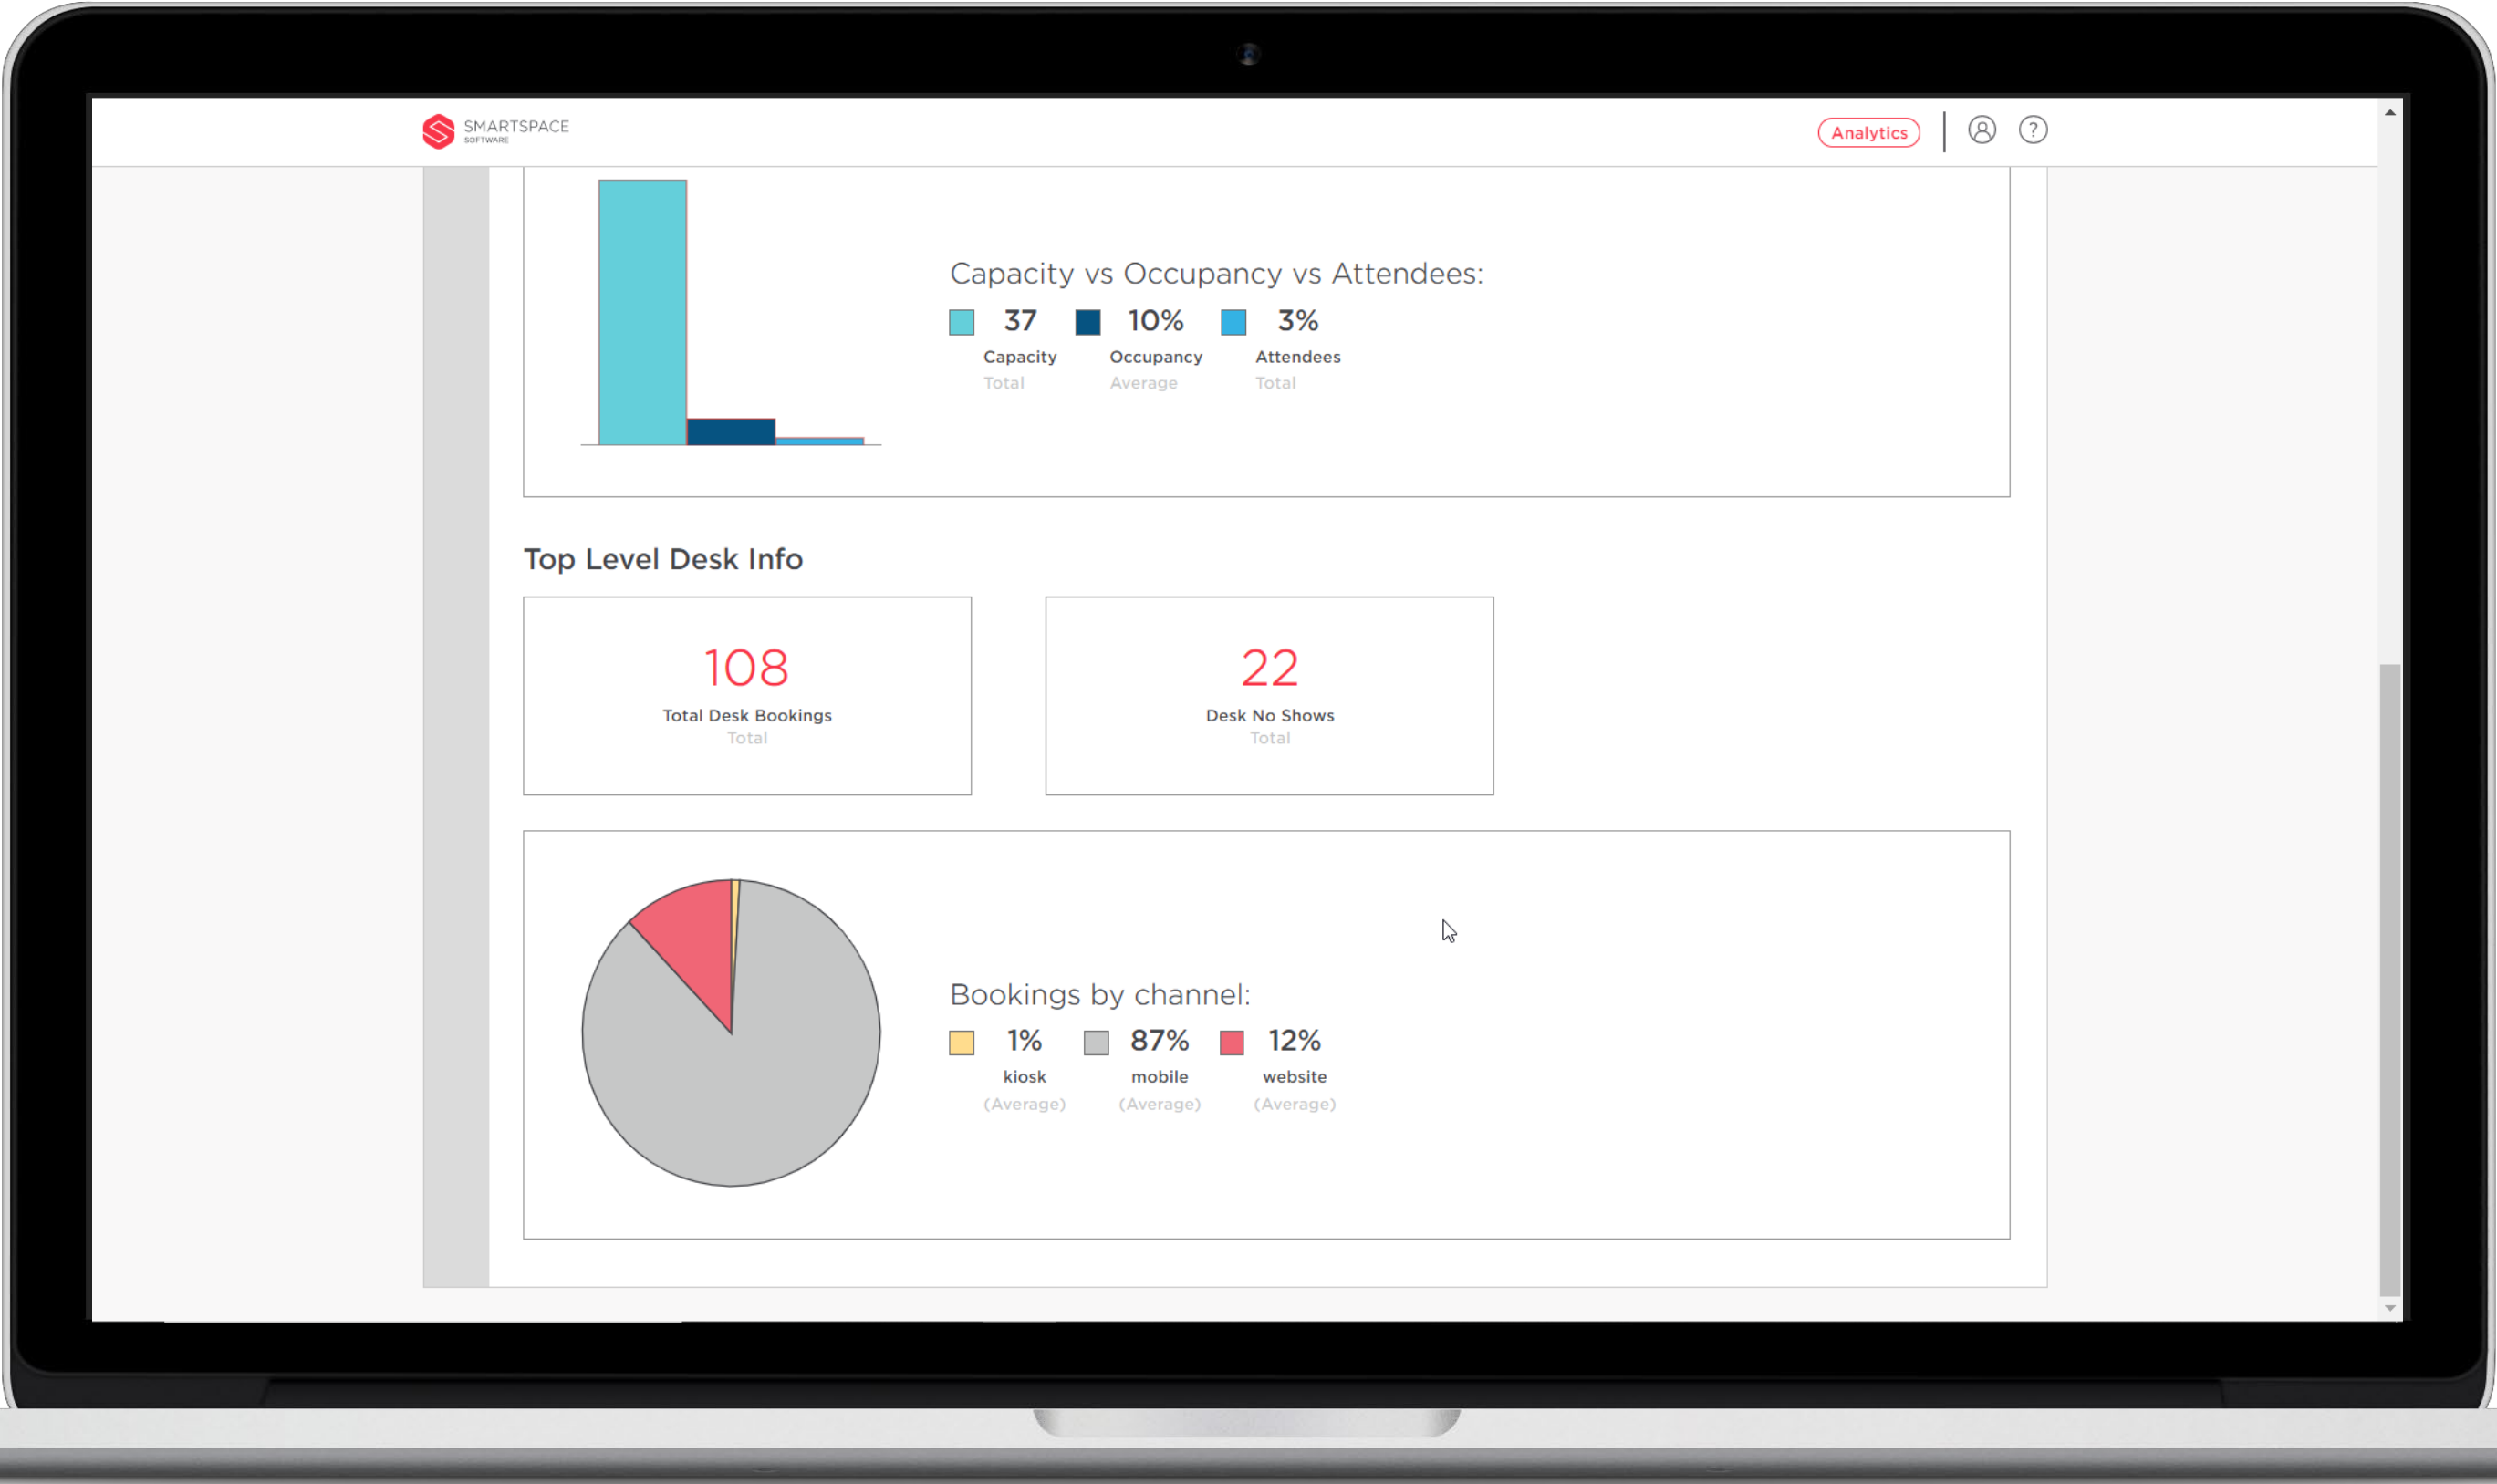 SMARTSPACE
SOFTWARE
Analytics
?
Capacity vs Occupancy vs Attendees:
37 10% 3%
Capacity Occupancy Attendees
Total Average Total
Top Level Desk Info
108
Total Desk Bookings
Total
22
Desk No Shows
Total
Bookings by channel:
1% 87% 12%
kiosk mobile website
(Average) (Average) (Average)